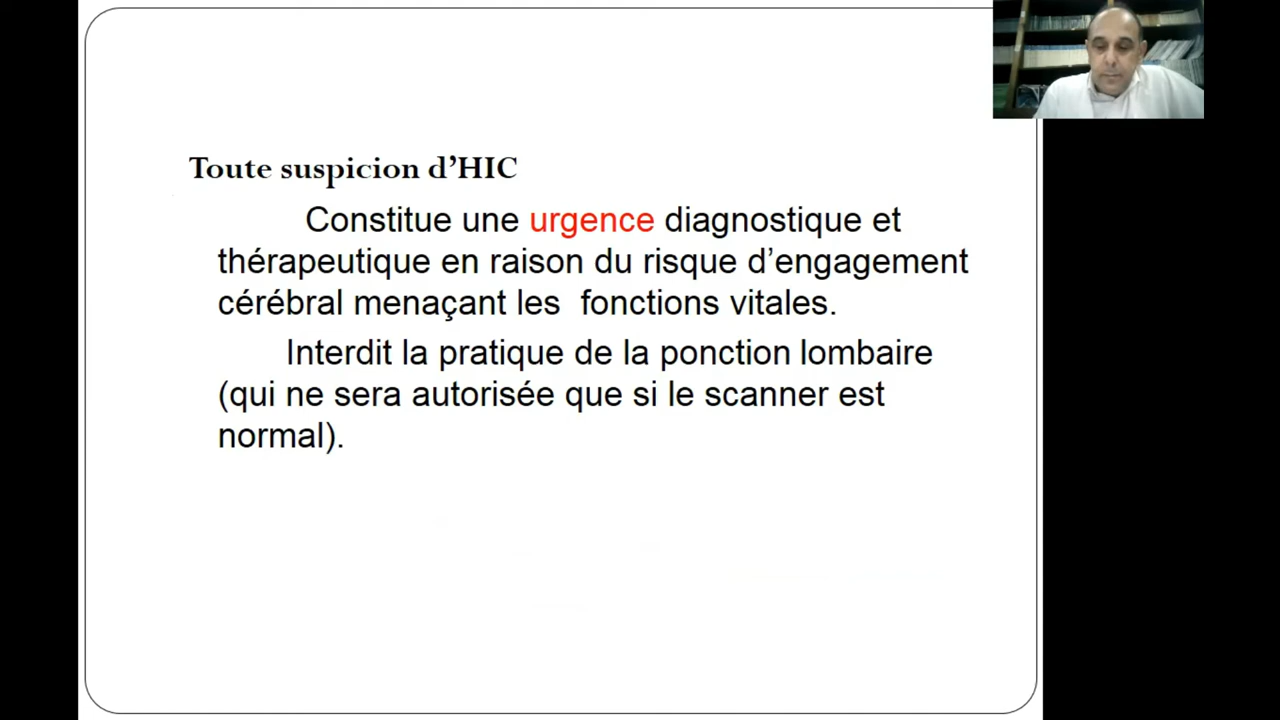 Toute suspicion d’HIC
Constitue une urgence diagnostique et
thérapeutique en raison du risque d’engagement
cérébral menaçant les fonctions vitales.
Interdit la pratique de la ponction lombaire
(qui ne sera autorisée que si le scanner est
normal).